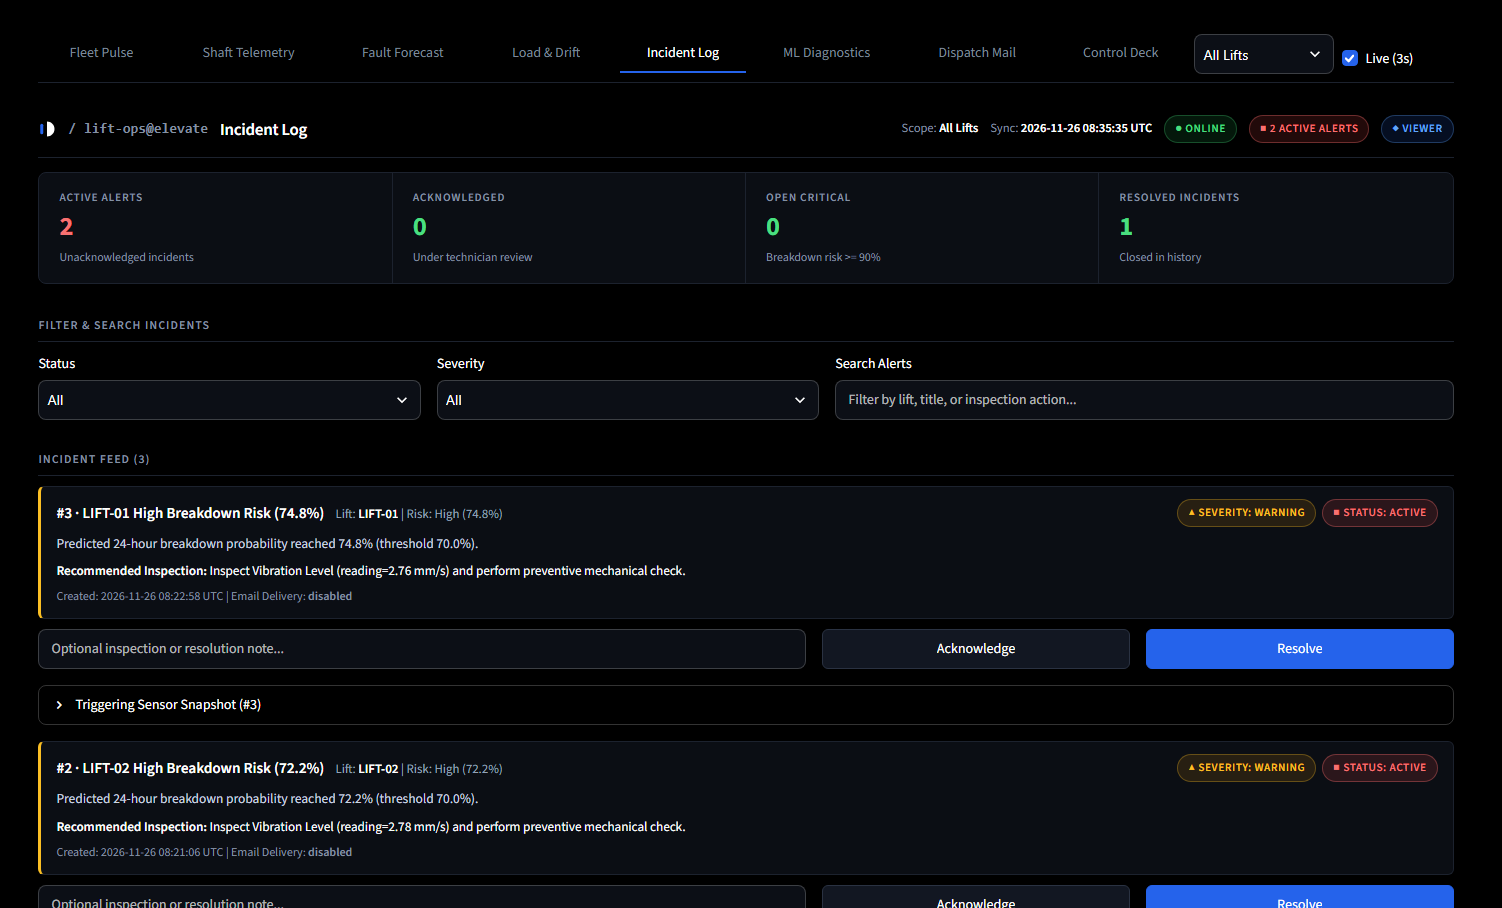 Fleet Pulse Shaft Telemetry Fault Forecast Load & Drift Incident Log ML Diagnostics Dispatch Mail Control Deck All Lifts Live (3s)
/ lift-ops@elevate Incident Log Scope: All Lifts Sync: 2026-11-26 08:35:35 UTC ● ONLINE ■ 2 ACTIVE ALERTS ◆ VIEWER
ACTIVE ALERTS ACKNOWLEDGED OPEN CRITICAL RESOLVED INCIDENTS
2 0 0 1
Unacknowledged incidents Under technician review Breakdown risk >= 90% Closed in history
FILTER & SEARCH INCIDENTS
Status Severity Search Alerts
All All Filter by lift, title, or inspection action...
INCIDENT FEED (3)
#3 · LIFT-01 High Breakdown Risk (74.8%) Lift: LIFT-01 | Risk: High (74.8%) ▲ SEVERITY: WARNING ■ STATUS: ACTIVE
Predicted 24-hour breakdown probability reached 74.8% (threshold 70.0%).
Recommended Inspection: Inspect Vibration Level (reading=2.76 mm/s) and perform preventive mechanical check.
Created: 2026-11-26 08:22:58 UTC | Email Delivery: disabled
Optional inspection or resolution note... Acknowledge Resolve
Triggering Sensor Snapshot (#3)
#2 · LIFT-02 High Breakdown Risk (72.2%) Lift: LIFT-02 | Risk: High (72.2%) ▲ SEVERITY: WARNING ■ STATUS: ACTIVE
Predicted 24-hour breakdown probability reached 72.2% (threshold 70.0%).
Recommended Inspection: Inspect Vibration Level (reading=2.78 mm/s) and perform preventive mechanical check.
Created: 2026-11-26 08:21:06 UTC | Email Delivery: disabled
Optional inspection or resolution note... Acknowledge Resolve